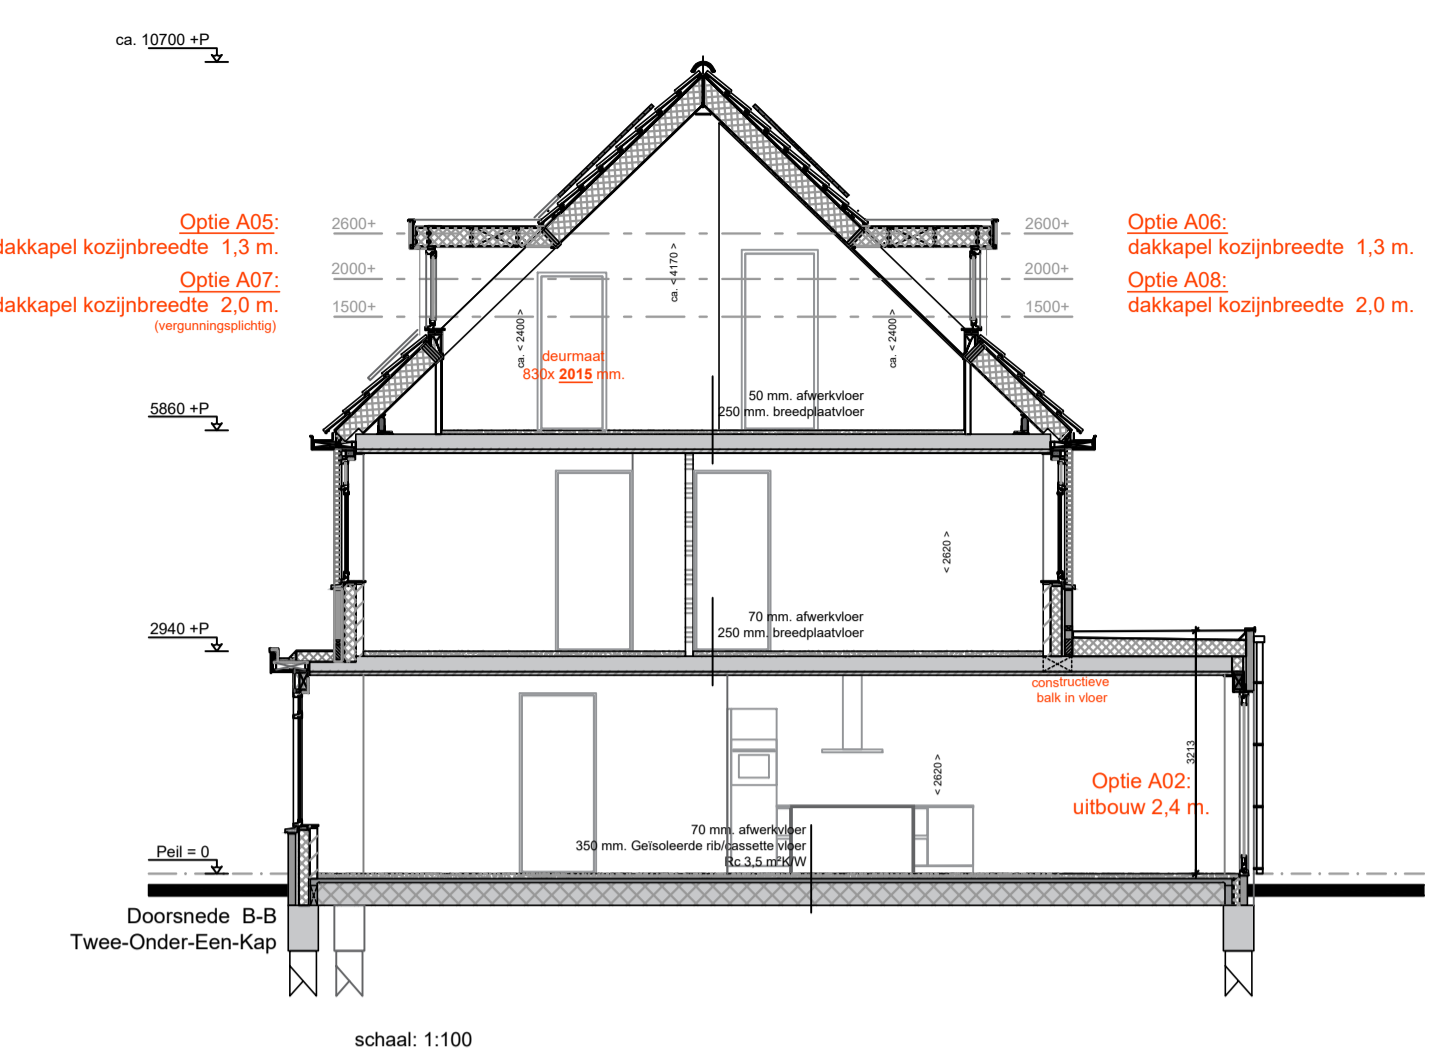 ca. 10700 +P
Optie A05:
dakkapel kozijnbreedte 1,3 m.
Optie A07:
dakkapel kozijnbreedte 2,0 m.
(vergunningsplichtig)
2600+
2000+
1500+
2600+
2000+
1500+
Optie A06:
dakkapel kozijnbreedte 1,3 m.
Optie A08:
dakkapel kozijnbreedte 2,0 m.
ca. < 4170 >
ca. < 2400 >
ca. < 2400 >
deurmaat
830x 2015 mm.
50 mm. afwerkvloer
250 mm. breedplaatvloer
5860 +P
< 2620 >
70 mm. afwerkvloer
250 mm. breedplaatvloer
2940 +P
constructieve
balk in vloer
< 2620 >
3213
Optie A02:
uitbouw 2,4 m.
70 mm. afwerkvloer
350 mm. Geïsoleerde rib/cassette vloer
Rc 3,5 m²K/W
Peil = 0
Doorsnede B-B
Twee-Onder-Een-Kap
schaal: 1:100